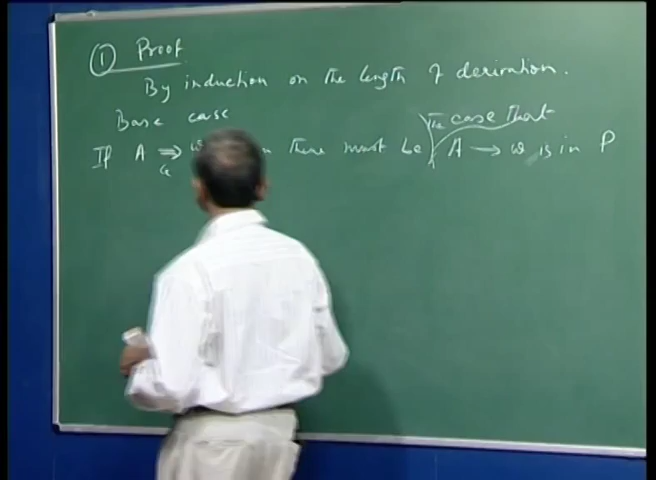 ① Proof
By induction on the length of derivation.
Base case
the case that
If A ⇒ w there must be A → w is in P
G